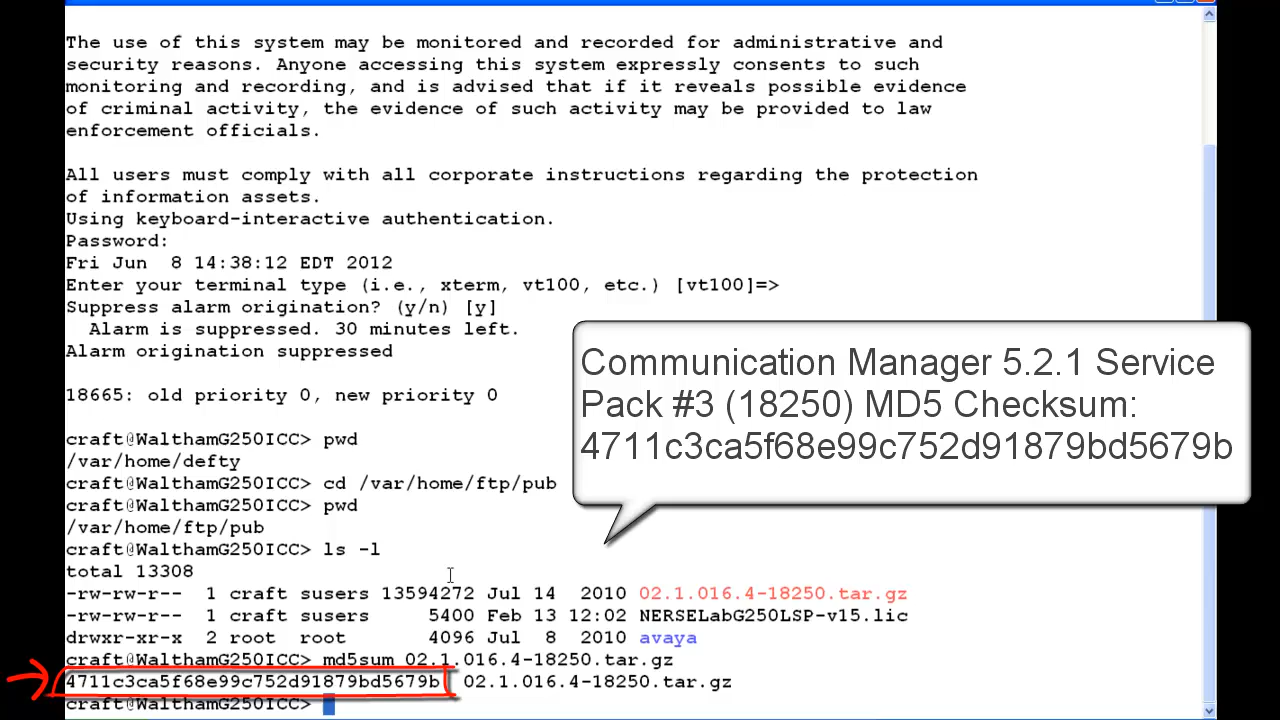 The use of this system may be monitored and recorded for administrative and
security reasons. Anyone accessing this system expressly consents to such
monitoring and recording, and is advised that if it reveals possible evidence
of criminal activity, the evidence of such activity may be provided to law
enforcement officials.
All users must comply with all corporate instructions regarding the protection
of information assets.
Using keyboard-interactive authentication.
Password:
Fri Jun  8 14:38:12 EDT 2012
Enter your terminal type (i.e., xterm, vt100, etc.) [vt100]=>
Suppress alarm origination? (y/n) [y]
  Alarm is suppressed. 30 minutes left.
Alarm origination suppressed
18665: old priority 0, new priority 0
Communication Manager 5.2.1 Service
Pack #3 (18250) MD5 Checksum:
4711c3ca5f68e99c752d91879bd5679b
craft@WalthamG250ICC> pwd
/var/home/defty
craft@WalthamG250ICC> cd /var/home/ftp/pub
craft@WalthamG250ICC> pwd
/var/home/ftp/pub
craft@WalthamG250ICC> ls -l
total 13308
-rw-rw-r--  1 craft susers 13594272 Jul 14  2010 02.1.016.4-18250.tar.gz
-rw-rw-r--  1 craft susers     5400 Feb 13 12:02 NERSELabG250LSP-v15.lic
drwxr-xr-x  2 root  root       4096 Jul  8  2010 avaya
craft@WalthamG250ICC> md5sum 02.1.016.4-18250.tar.gz
4711c3ca5f68e99c752d91879bd5679b  02.1.016.4-18250.tar.gz
craft@WalthamG250ICC>